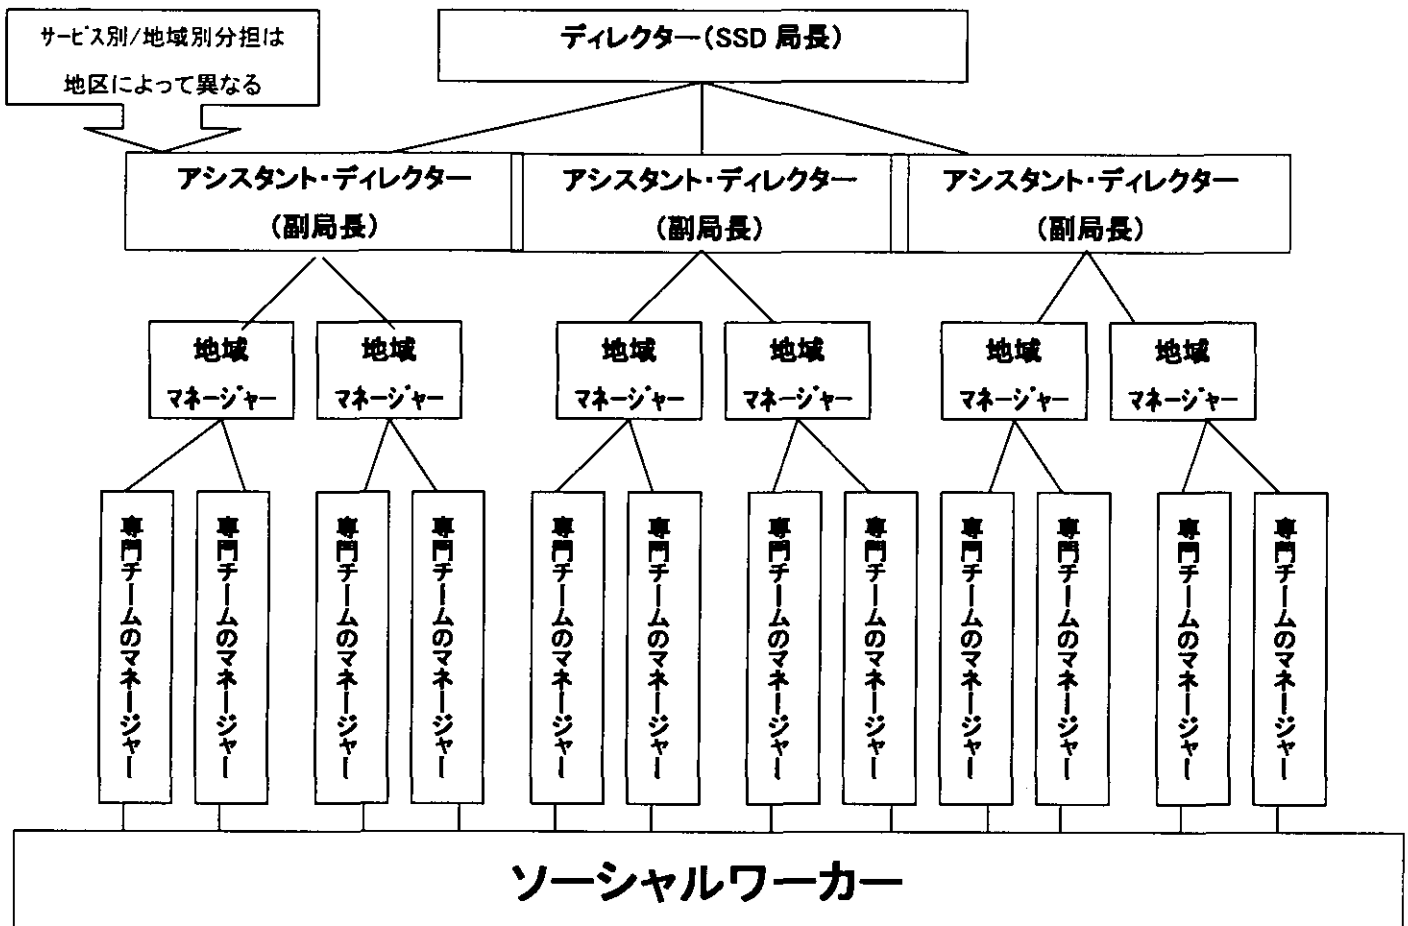 サービス別/地域別分担は
地区によって異なる
ディレクター(SSD 局長)
アシスタント・ディレクター
(副局長)
アシスタント・ディレクター
(副局長)
アシスタント・ディレクター
(副局長)
地域
マネージャー
地域
マネージャー
地域
マネージャー
地域
マネージャー
地域
マネージャー
地域
マネージャー
専門チームのマネージャー
専門チームのマネージャー
専門チームのマネージャー
専門チームのマネージャー
専門チームのマネージャー
専門チームのマネージャー
専門チームのマネージャー
専門チームのマネージャー
専門チームのマネージャー
専門チームのマネージャー
専門チームのマネージャー
専門チームのマネージャー
ソーシャルワーカー